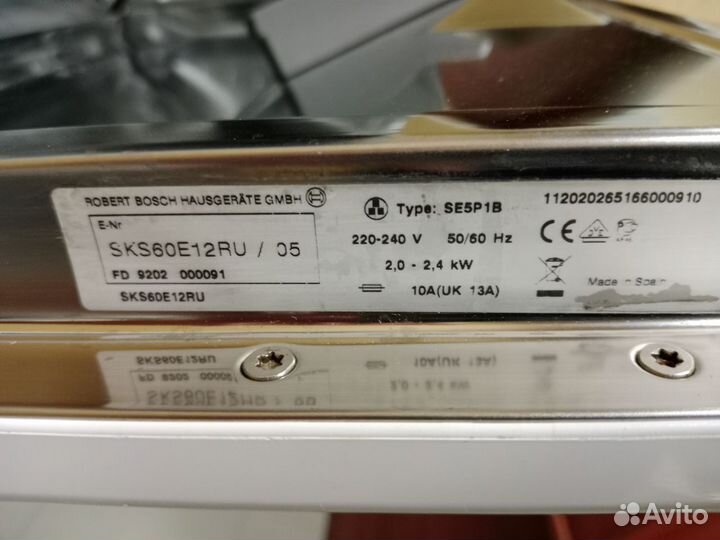 ROBERT BOSCH HAUSGERÄTE GMBH
E-Nr
SKS60E12RU / 05
FD 9202 000091
SKS60E12RU
Type: SE5P1B
220-240 V 50/60 Hz
2,0 - 2,4 kW
10A(UK 13A)
112020265166000910
CE
Made in Spain
Avito